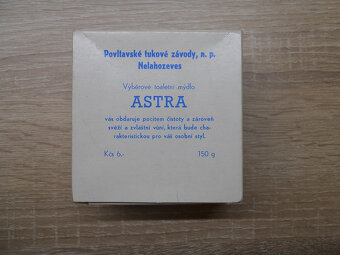 Povltavské tukové závody, n. p.
Nelahozeves
Výběrové toaletní mýdlo
ASTRA
vás obdaruje pocitem čistoty a zároveň
svěží a zvláštní vůní, která bude cha-
rakteristickou pro váš osobní styl.
Kčs 6,- 150 g